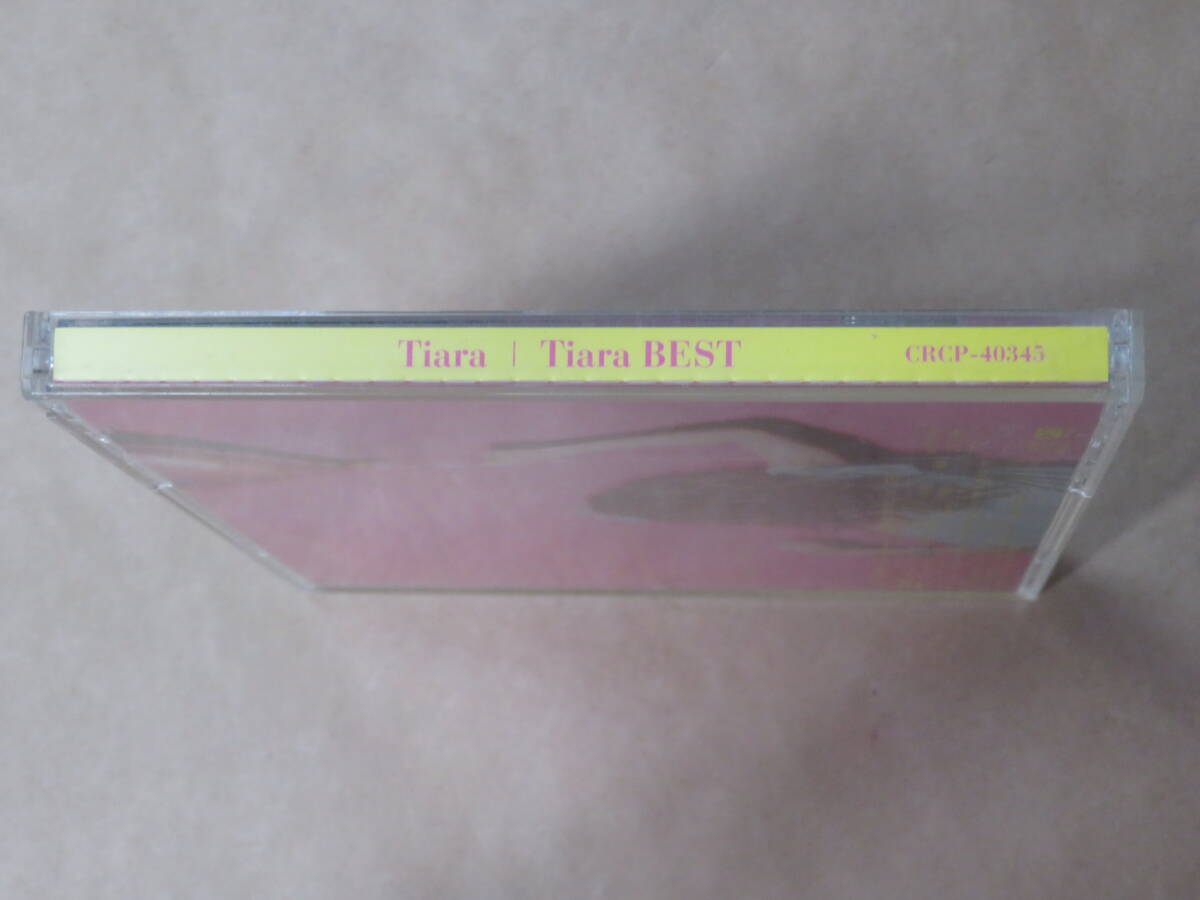 Tiara | Tiara BEST CRCP-40345